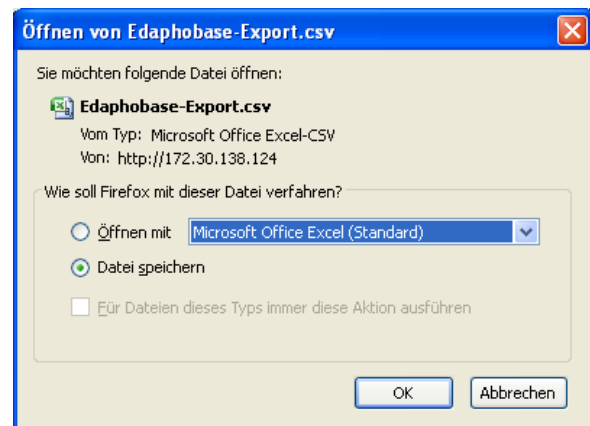 Öffnen von Edaphobase-Export.csv
Sie möchten folgende Datei öffnen:
Edaphobase-Export.csv
Vom Typ: Microsoft Office Excel-CSV
Von: http://172.30.138.124
Wie soll Firefox mit dieser Datei verfahren?
Öffnen mit Microsoft Office Excel (Standard)
Datei speichern
Für Dateien dieses Typs immer diese Aktion ausführen
OK Abbrechen